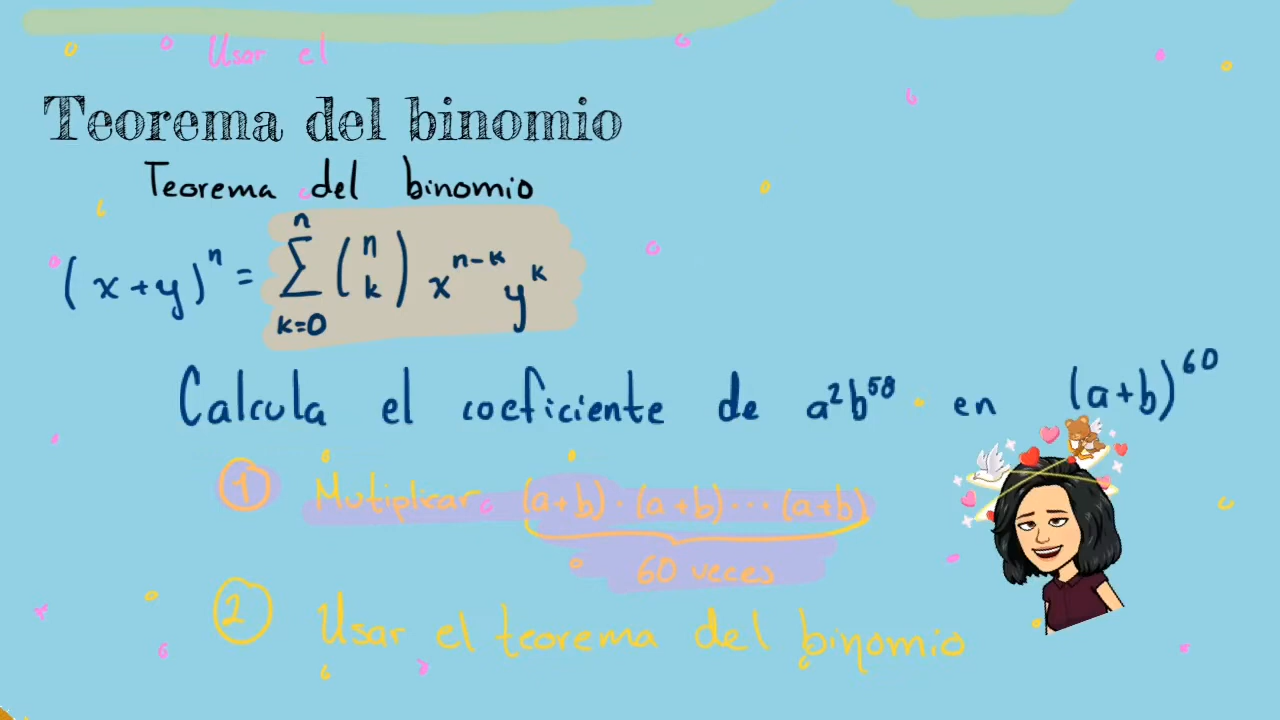 Usar el
Teorema del binomio
Teorema del binomio
(x+y)^n = \sum_{k=0}^{n} \binom{n}{k} x^{n-k} y^k
Calcula el coeficiente de a²b⁵⁸ en (a+b)⁶⁰
① Mutiplicar (a+b)·(a+b)···(a+b)
60 veces
② Usar el teorema del binomio